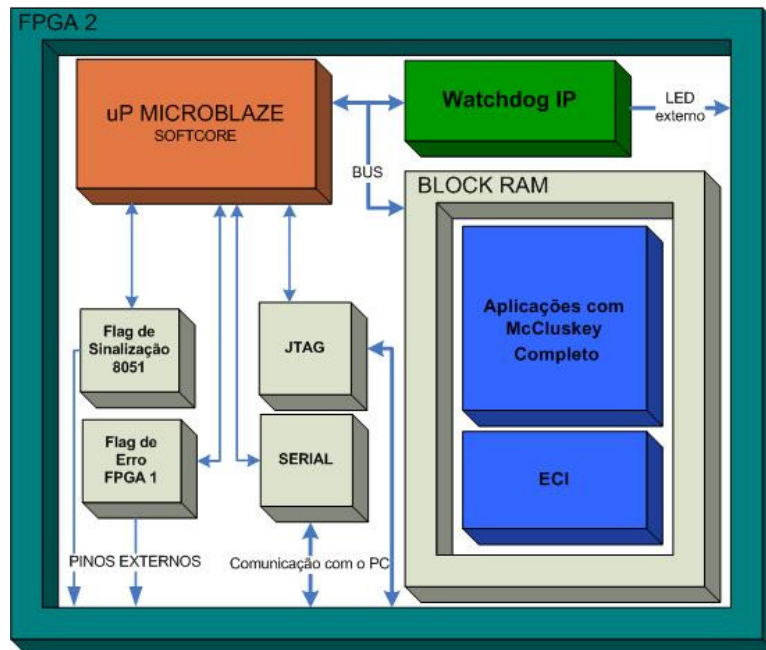 FPGA 2
uP MICROBLAZE
SOFTCORE
Watchdog IP
LED
externo
BUS
BLOCK RAM
Aplicações com
McCluskey
Completo
ECI
Flag de
Sinalização
8051
JTAG
Flag de
Erro
FPGA 1
SERIAL
PINOS EXTERNOS
Comunicação com o PC